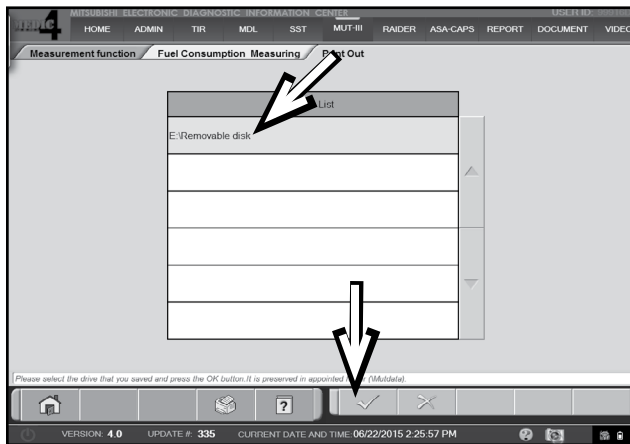 MITSUBISHI ELECTRONIC DIAGNOSTIC INFORMATION CENTER
HOME ADMIN TIR MDL SST MUT-III RAIDER ASA-CAPS REPORT DOCUMENT VIDEO
Measurement function Fuel Consumption Measuring Print Out
List
E:\Removable disk
Please select the drive that you saved and press the OK button.It is preserved in appointed (\Mutdata).
?
VERSION: 4.0 UPDATE #: 335 CURRENT DATE AND TIME: 06/22/2015 2:25:57 PM